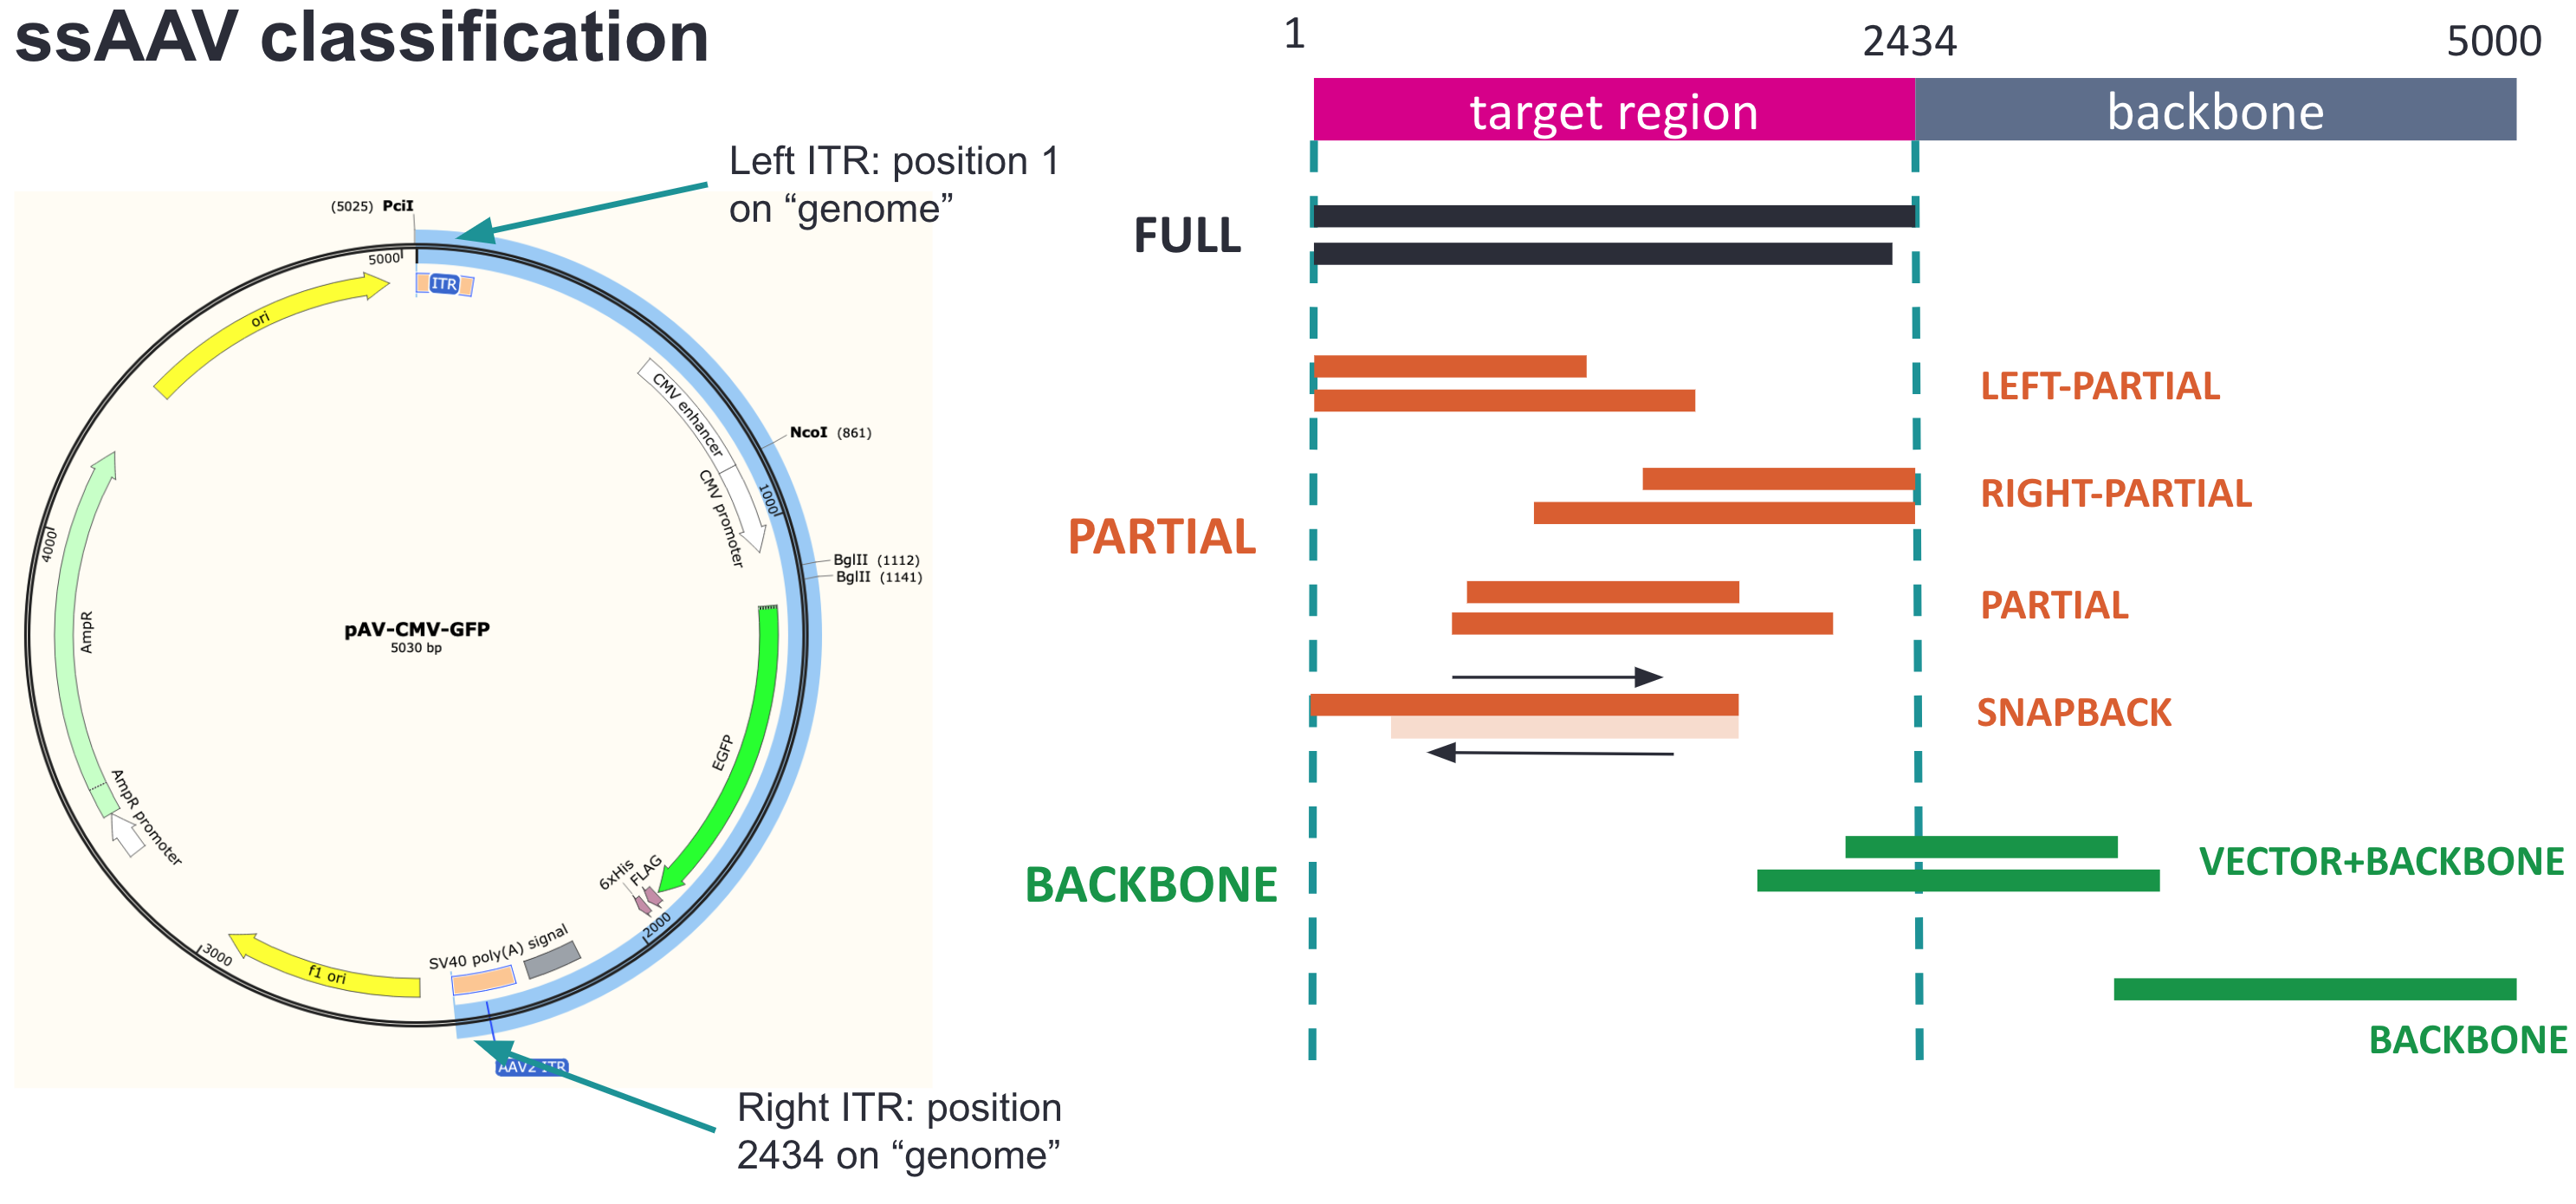 ssAAV classification
Left ITR: position 1
on “genome”
(5025) PciI
5000
ITR
ori
CMV enhancer
CMV promoter
NcoI (861)
1000
BglII (1112)
BglII (1141)
pAV-CMV-GFP
5030 bp
EGFP
FLAG
6xHis
2000
SV40 poly(A) signal
AAV2 ITR
f1 ori
3000
AmpR promoter
AmpR
4000
Right ITR: position
2434 on “genome”
1
2434
5000
target region
backbone
FULL
PARTIAL
LEFT-PARTIAL
RIGHT-PARTIAL
PARTIAL
SNAPBACK
BACKBONE
VECTOR+BACKBONE
BACKBONE